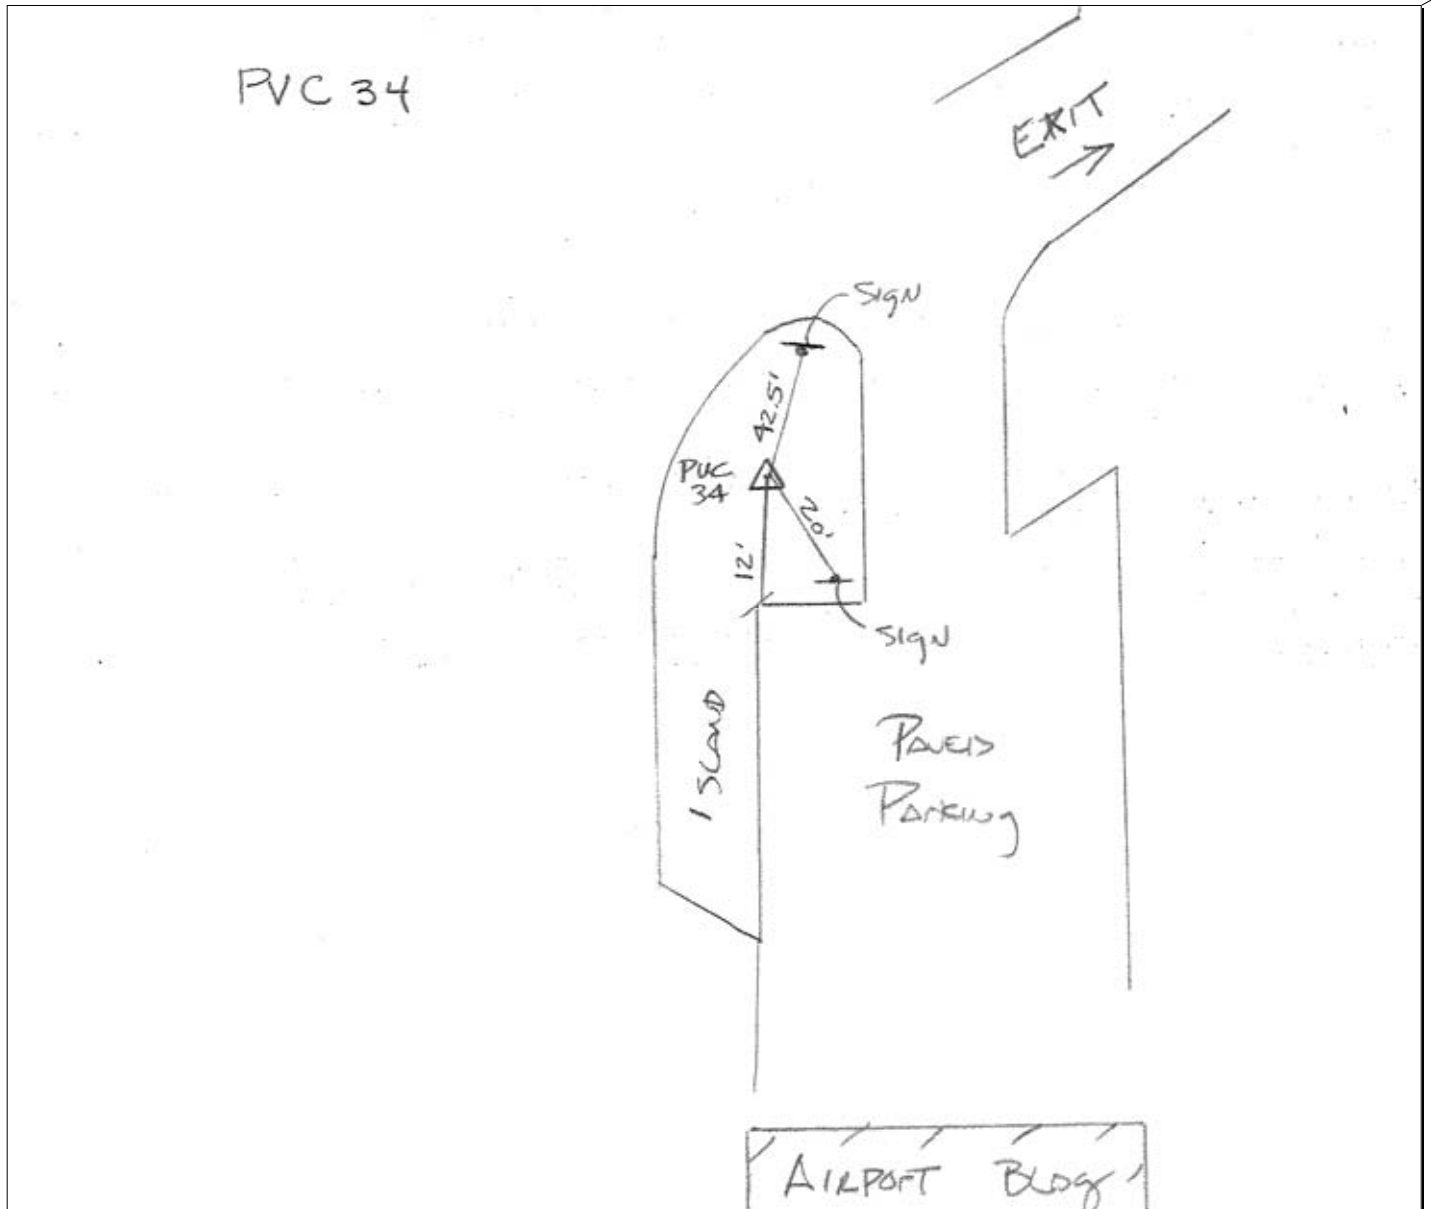 PVC 34
EXIT
SIGN
42.5'
PVC
34
20'
12'
SIGN
ISLAND
PAVED
PARKING
AIRPORT BLDG